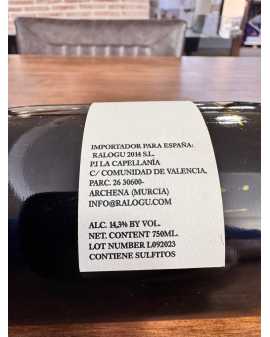 IMPORTADOR PARA ESPAÑA:
RALOGU 2014 S.L.
P.I LA CAPELLANÍA
C/ COMUNIDAD DE VALENCIA,
PARC. 26 30600-
ARCHENA (MURCIA)
INFO@RALOGU.COM
ALC. 14,5% BY VOL.
NET. CONTENT 750ML.
LOT NUMBER L092023
CONTIENE SULFITOS